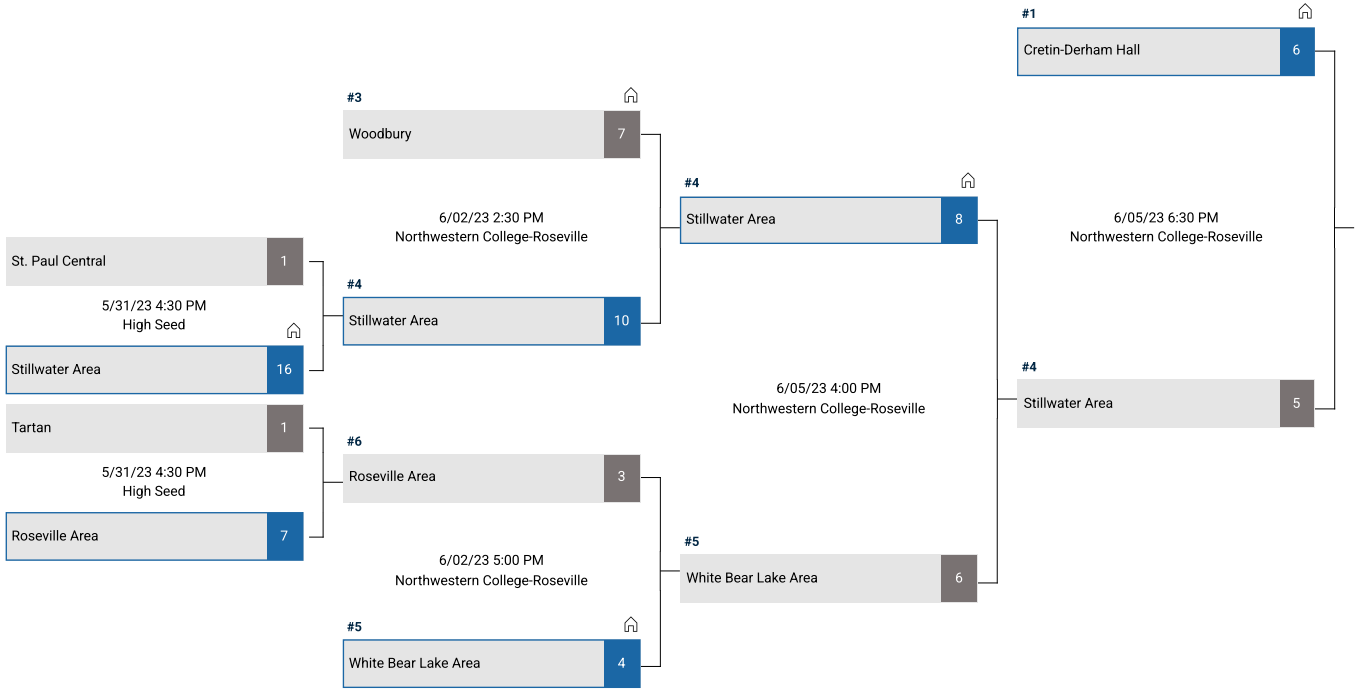 #1
Cretin-Derham Hall
6
#3
Woodbury
7
6/02/23 2:30 PM
Northwestern College-Roseville
#4
Stillwater Area
8
6/05/23 6:30 PM
Northwestern College-Roseville
St. Paul Central
1
5/31/23 4:30 PM
High Seed
Stillwater Area
16
#4
Stillwater Area
10
6/05/23 4:00 PM
Northwestern College-Roseville
#4
Stillwater Area
5
Tartan
1
5/31/23 4:30 PM
High Seed
Roseville Area
7
#6
Roseville Area
3
6/02/23 5:00 PM
Northwestern College-Roseville
#5
White Bear Lake Area
6
#5
White Bear Lake Area
4